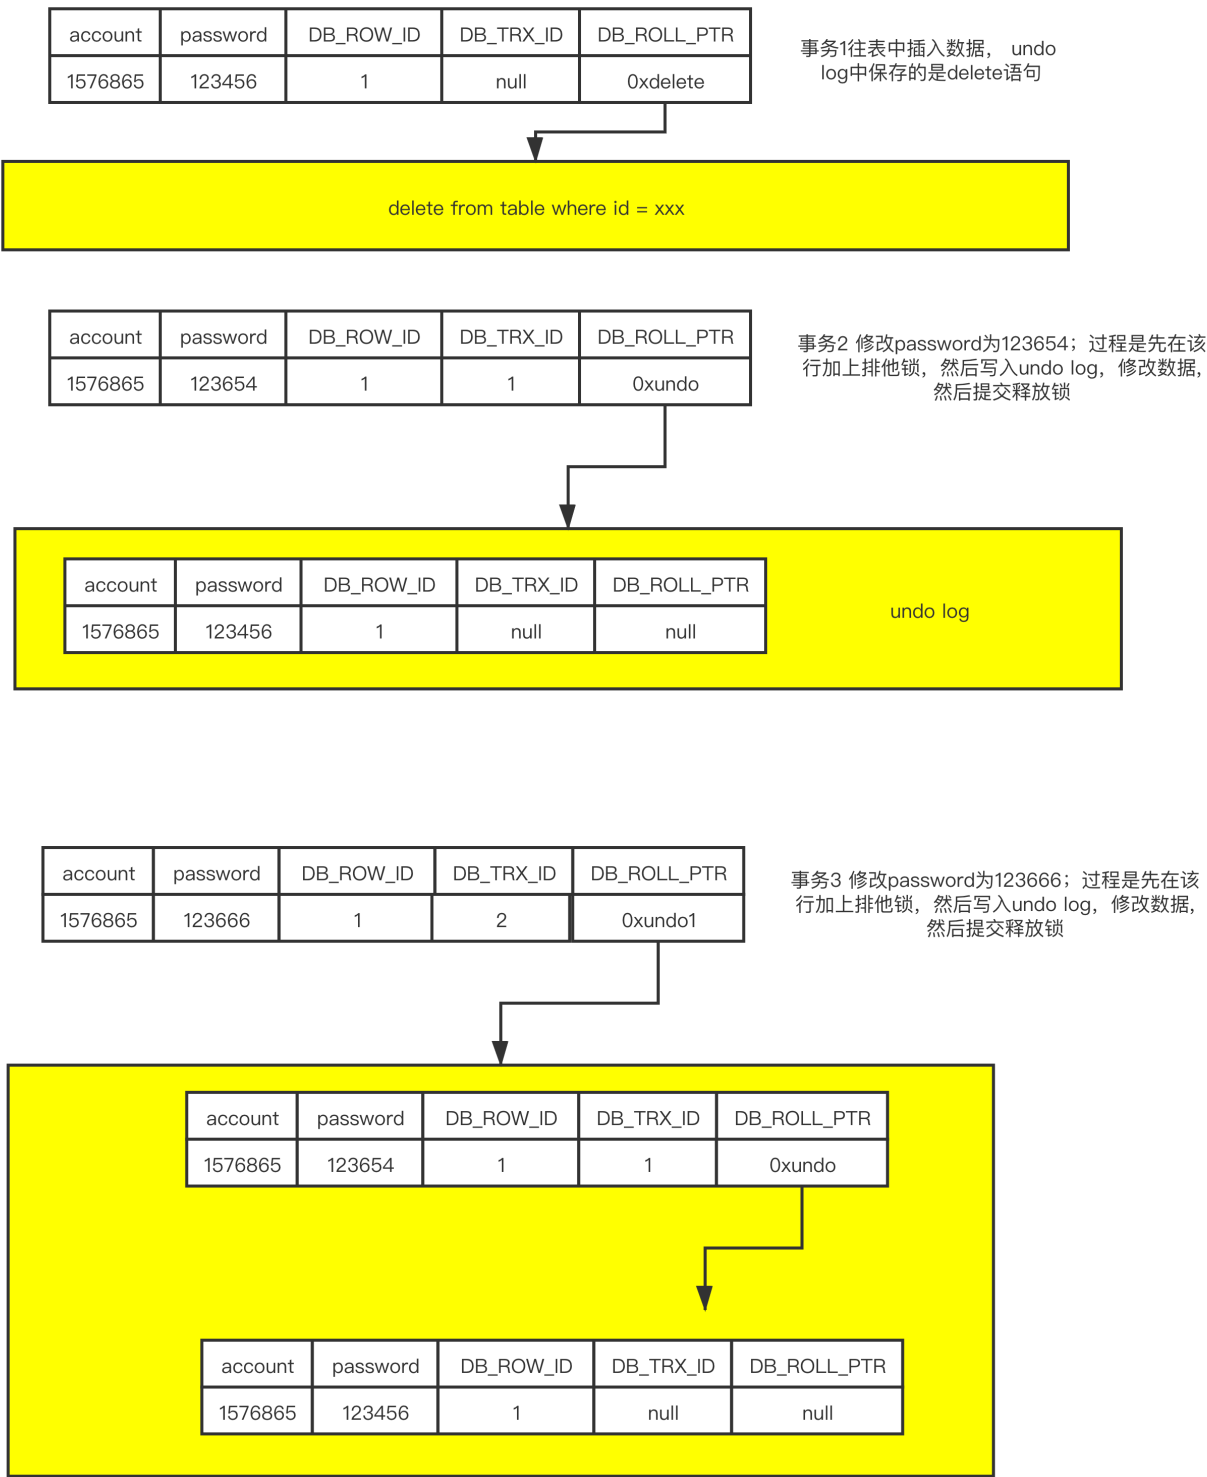 account password DB_ROW_ID DB_TRX_ID DB_ROLL_PTR
1576865 123456 1 null 0xdelete
事务1往表中插入数据， undo
log中保存的是delete语句
delete from table where id = xxx
account password DB_ROW_ID DB_TRX_ID DB_ROLL_PTR
1576865 123654 1 1 0xundo
事务2 修改password为123654；过程是先在该
行加上排他锁，然后写入undo log，修改数据，
然后提交释放锁
account password DB_ROW_ID DB_TRX_ID DB_ROLL_PTR
1576865 123456 1 null null
undo log
account password DB_ROW_ID DB_TRX_ID DB_ROLL_PTR
1576865 123666 1 2 0xundo1
事务3 修改password为123666；过程是先在该
行加上排他锁，然后写入undo log，修改数据，
然后提交释放锁
account password DB_ROW_ID DB_TRX_ID DB_ROLL_PTR
1576865 123654 1 1 0xundo
account password DB_ROW_ID DB_TRX_ID DB_ROLL_PTR
1576865 123456 1 null null